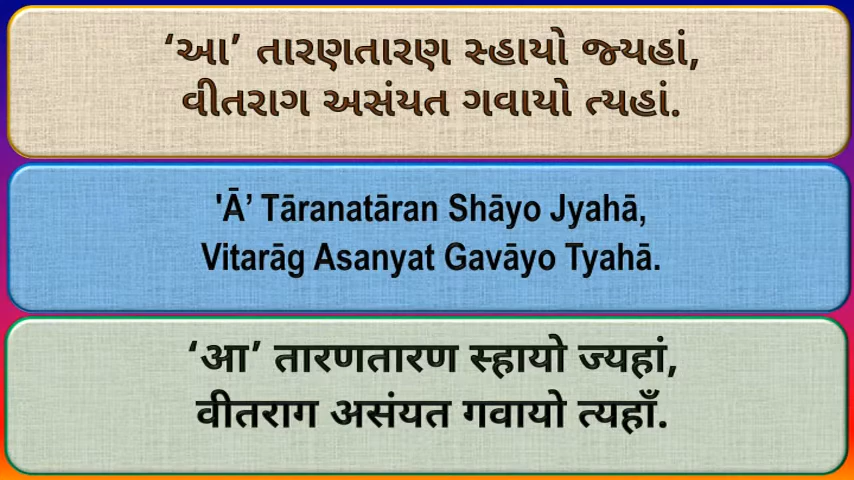 ‘આ’ તારણતારણ સ્હાયો જ્યહાં,
વીતરાગ અસંયત ગવાયો ત્યહાં.
'Ā’ Tāranatāran Shāyo Jyahā,
Vitarāg Asanyat Gavāyo Tyahā.
‘आ’ तारणतारण स्हायो ज्यहां,
वीतराग असंयत गवायो त्यहाँ.